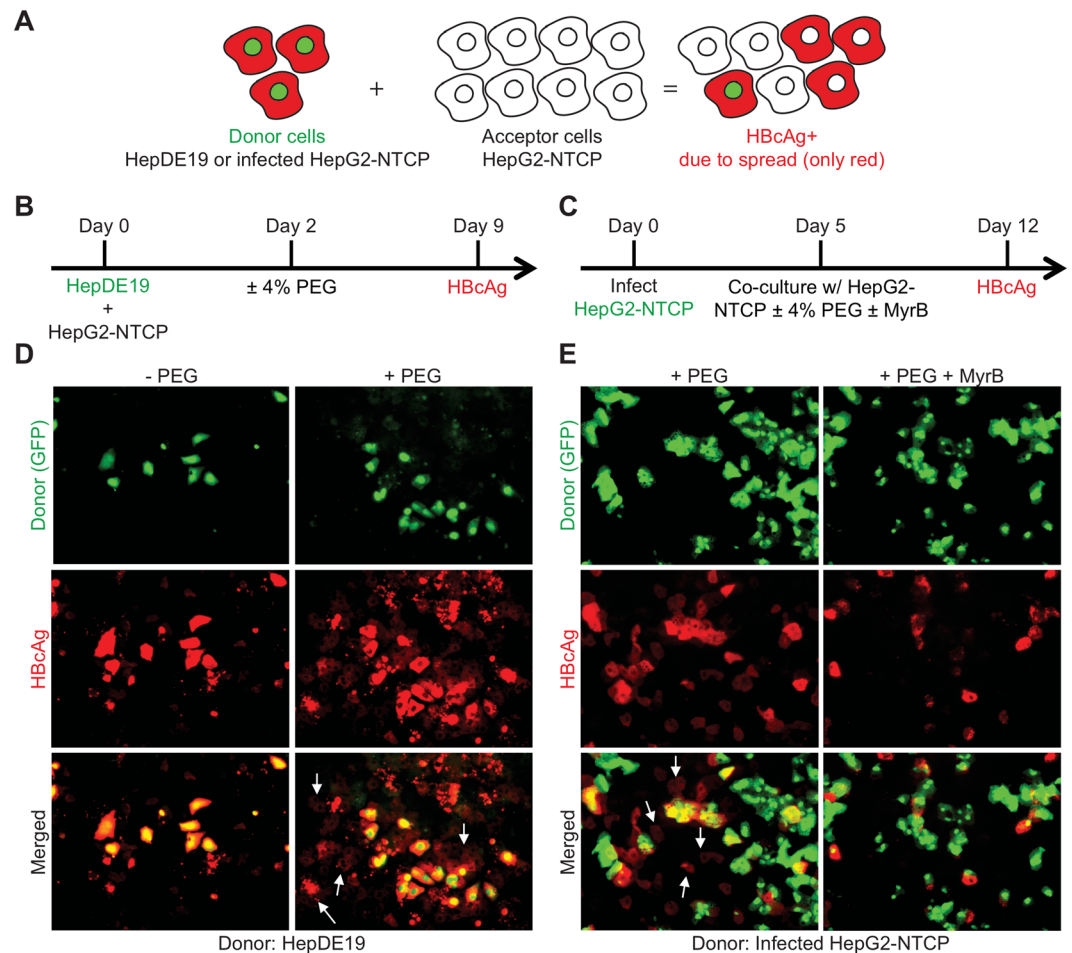 A
+
=
Donor cells
HepDE19 or infected HepG2-NTCP
Acceptor cells
HepG2-NTCP
HBcAg+
due to spread (only red)
B
Day 0
Day 2
Day 9
HepDE19
+
HepG2-NTCP
± 4% PEG
HBcAg
C
Day 0
Day 5
Day 12
Infect
HepG2-NTCP
Co-culture w/ HepG2-
NTCP ± 4% PEG ± MyrB
HBcAg
D
- PEG
+ PEG
Donor (GFP)
HBcAg
Merged
Donor: HepDE19
E
+ PEG
+ PEG + MyrB
Donor (GFP)
HBcAg
Merged
Donor: Infected HepG2-NTCP